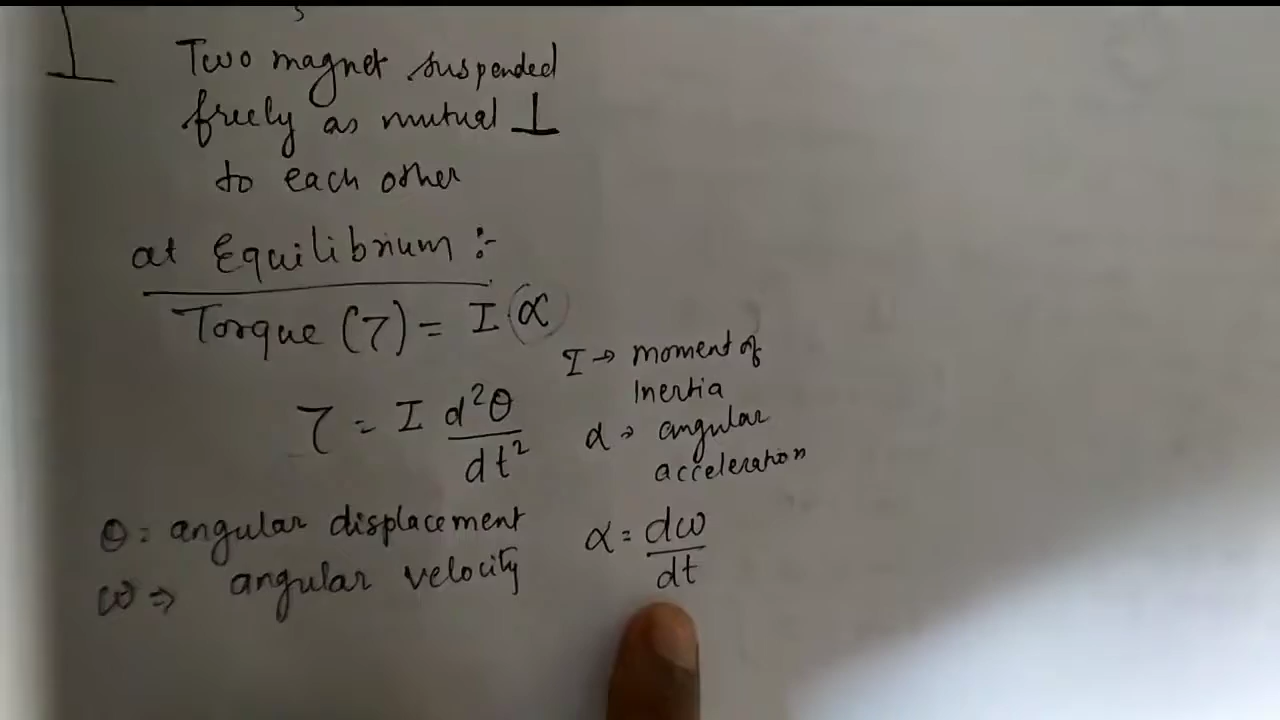 Two magnet suspended
freely as mutual ⊥
to each other
at Equilibrium :-
Torque (τ) = I α
I → moment of
Inertia
τ = I d²θ/dt²
α → angular
acceleration
θ = angular displacement
α = dω/dt
ω ⇒ angular velocity